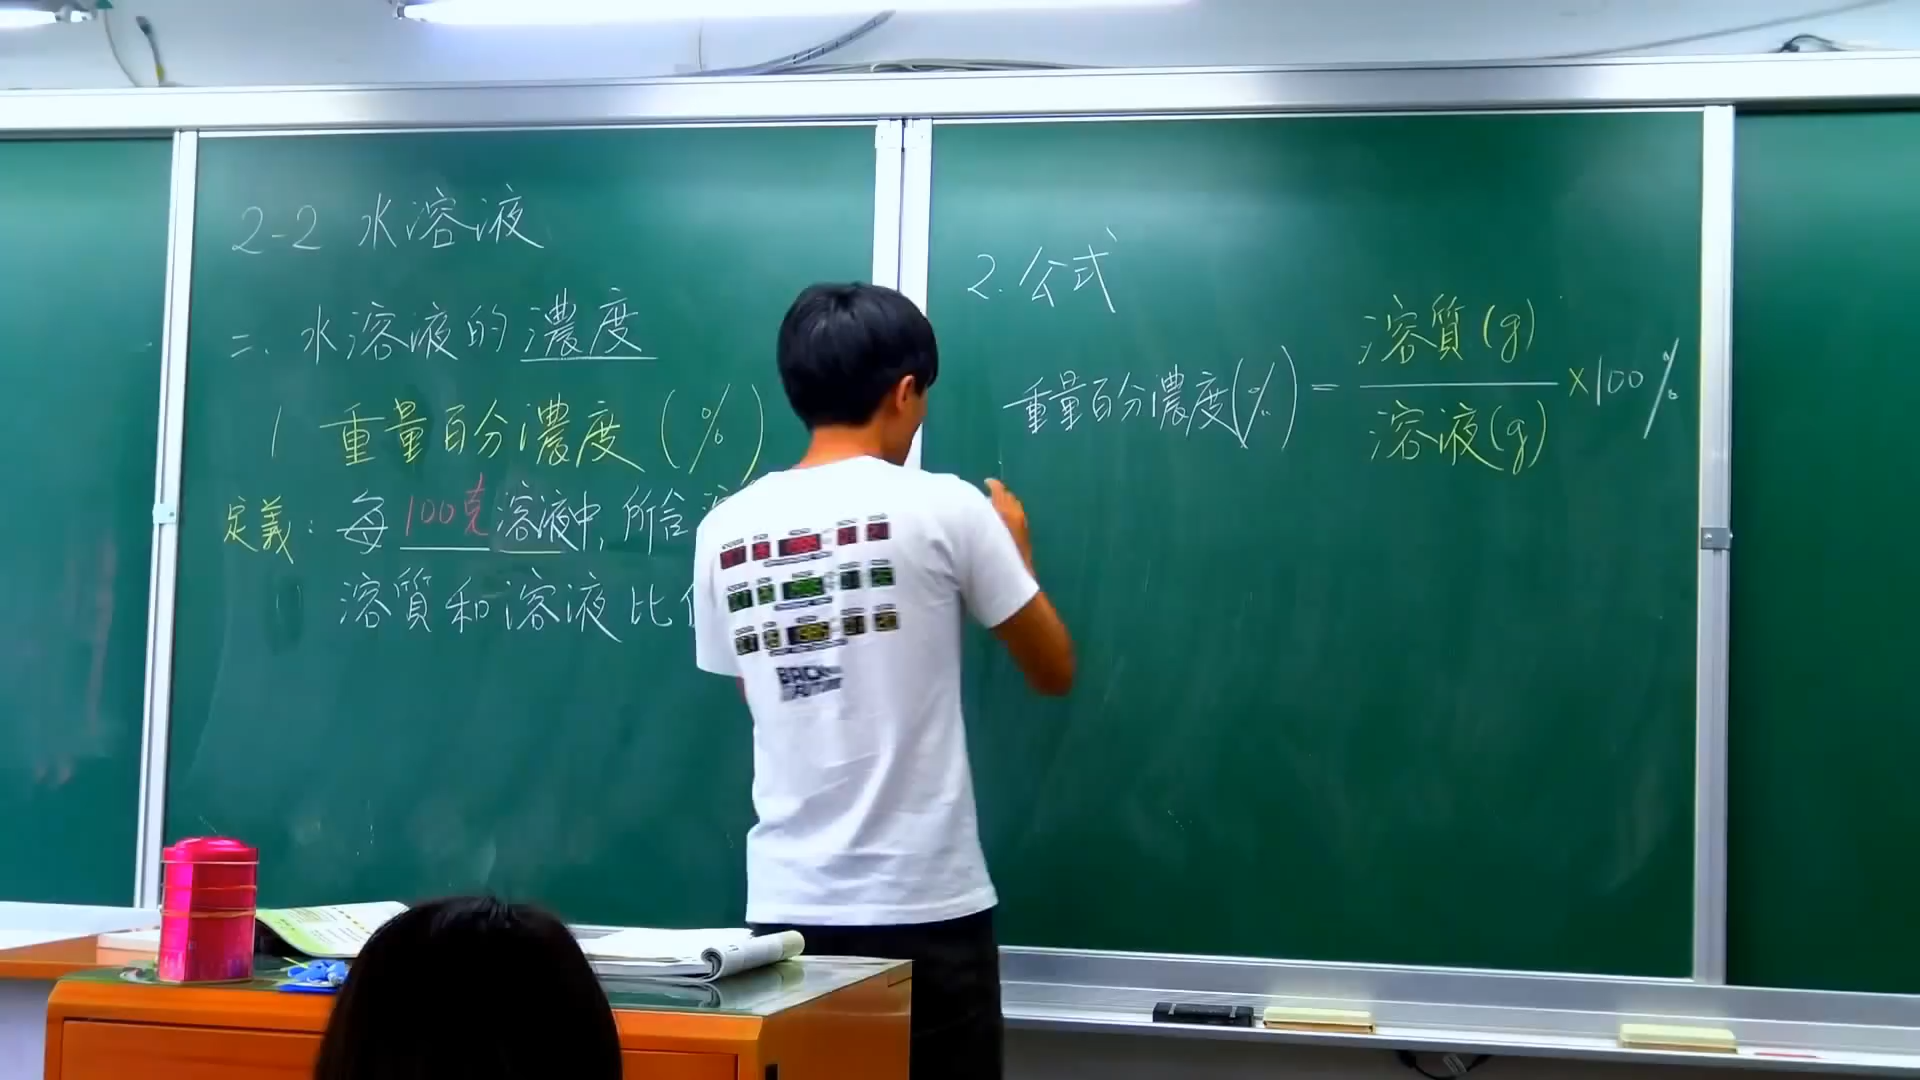 2-2 水溶液
二、水溶液的濃度
1 重量百分濃度(%)
定義: 每100克溶液中,所含
溶質和溶液比
2.公式
重量百分濃度(%) = 溶質(g) / 溶液(g) ×100%
BACK